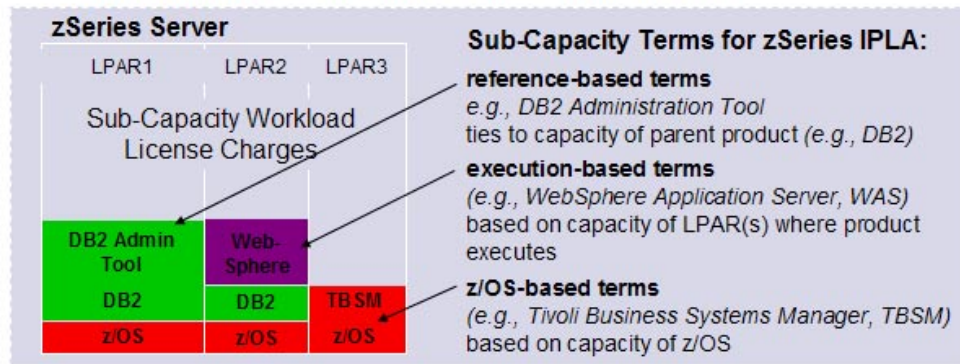 zSeries Server
LPAR1 LPAR2 LPAR3
Sub-Capacity Workload
License Charges
DB2 Admin
Tool
Web-
Sphere
DB2 DB2 TBSM
z/OS z/OS z/OS
Sub-Capacity Terms for zSeries IPLA:
reference-based terms
e.g., DB2 Administration Tool
ties to capacity of parent product (e.g., DB2)
execution-based terms
(e.g., WebSphere Application Server, WAS)
based on capacity of LPAR(s) where product
executes
z/OS-based terms
(e.g., Tivoli Business Systems Manager, TBSM)
based on capacity of z/OS